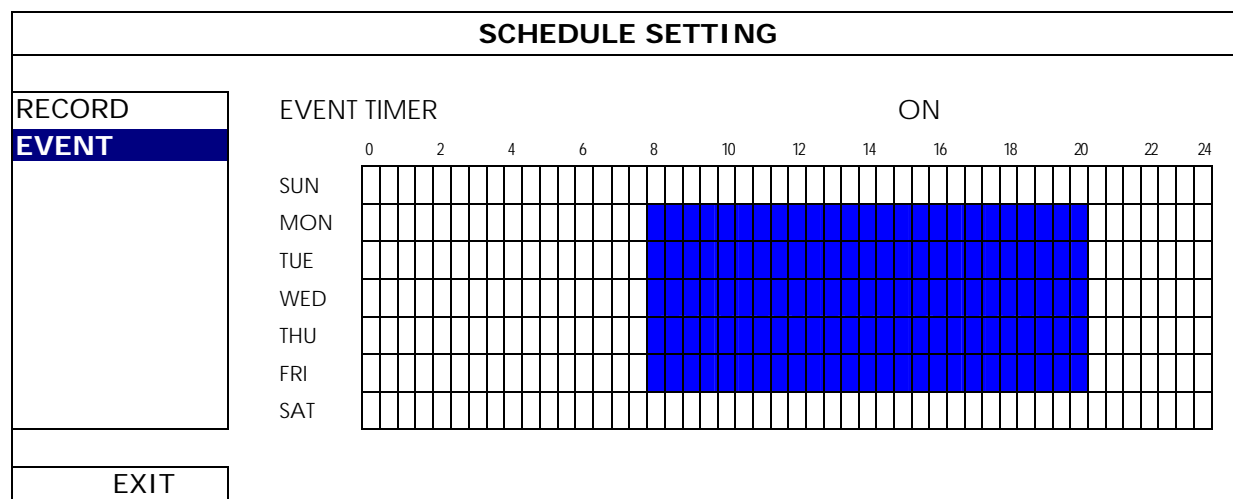 SCHEDULE SETTING
RECORD
EVENT
EVENT TIMER ON
0 2 4 6 8 10 12 14 16 18 20 22 24
SUN
MON
TUE
WED
THU
FRI
SAT
EXIT